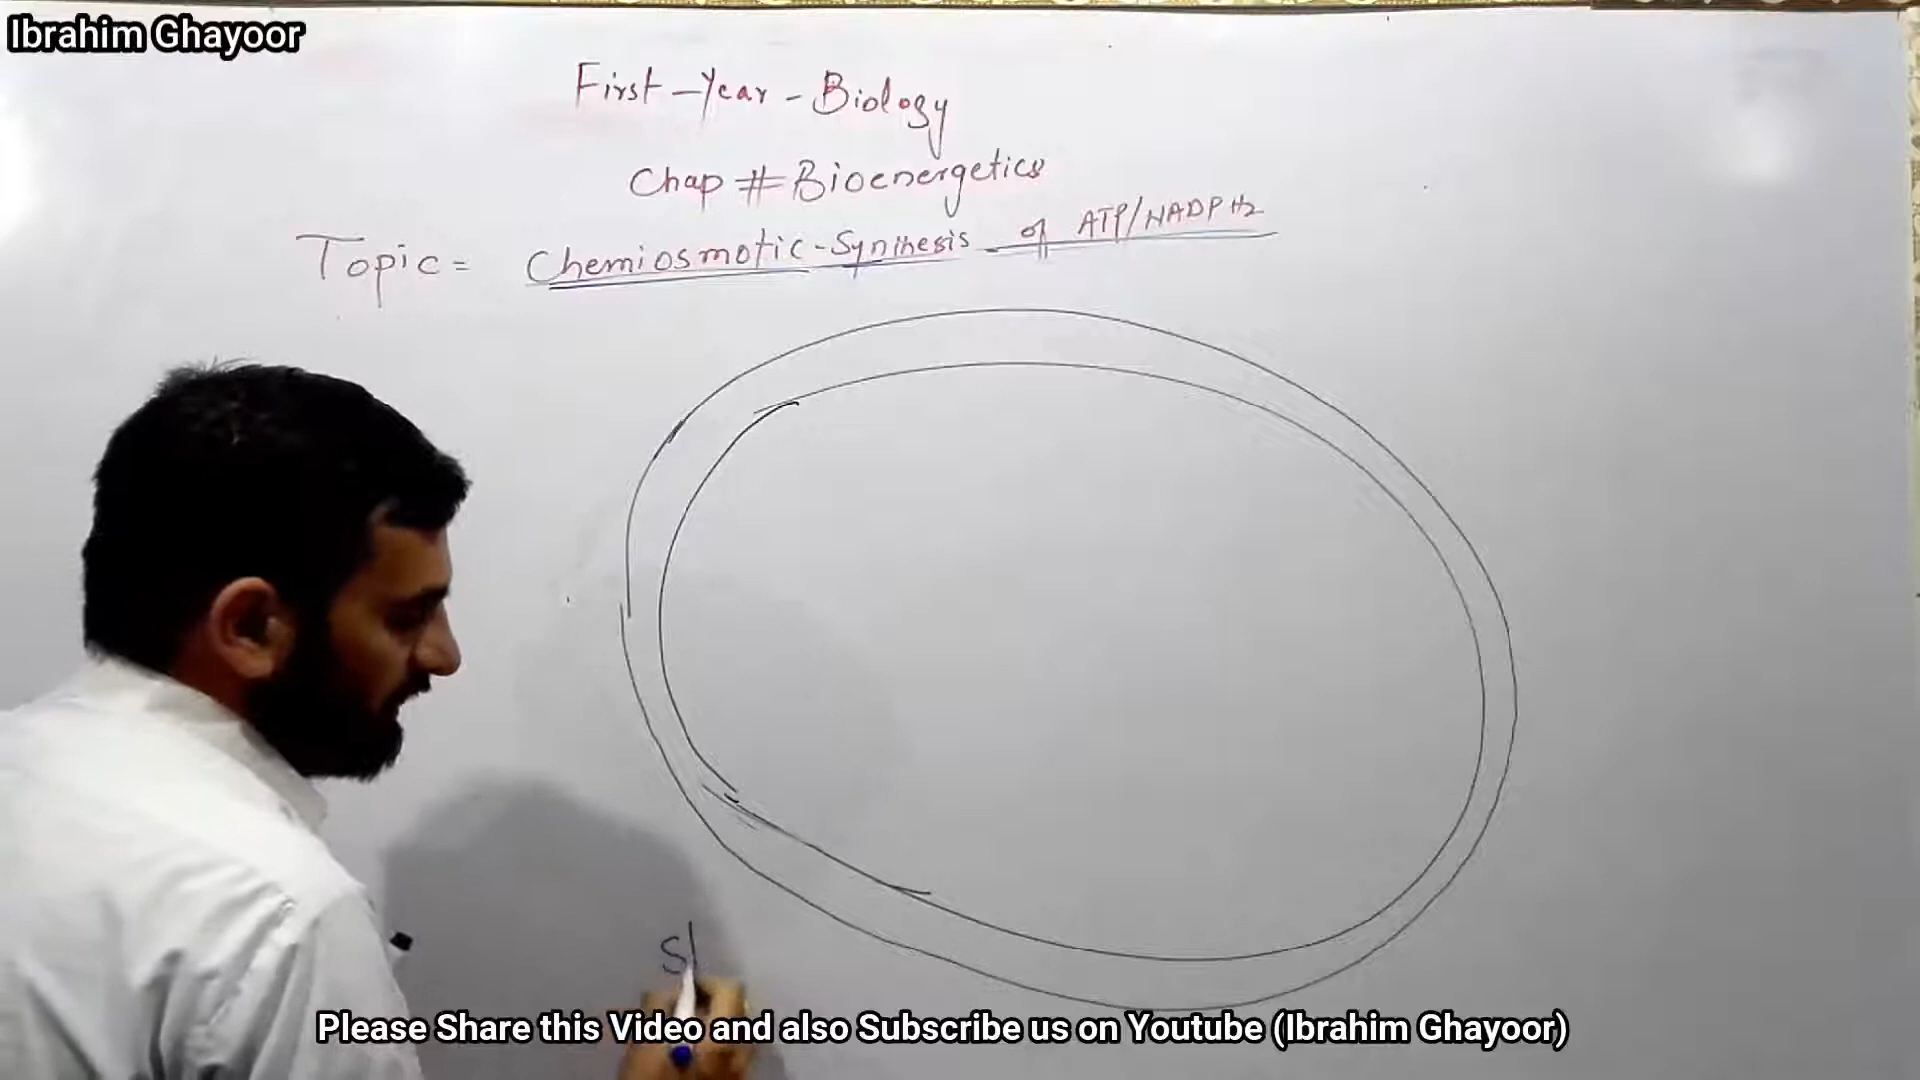 Ibrahim Ghayoor
First-Year-Biology
Chap # Bioenergetics
Topic = Chemiosmotic-Synthesis of ATP/NADPH2
St
Please Share this Video and also Subscribe us on Youtube (Ibrahim Ghayoor)